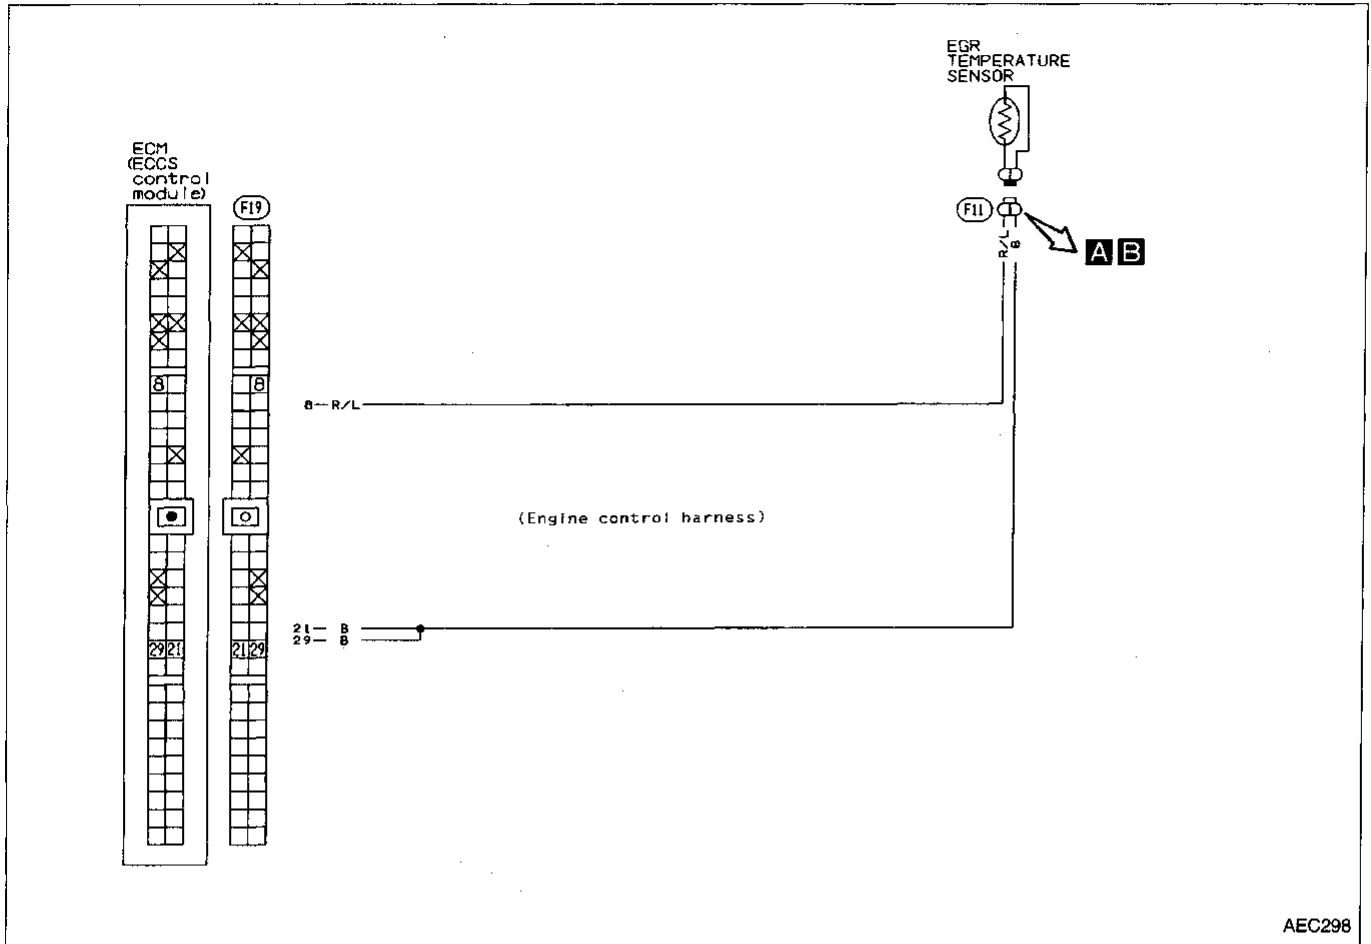 EGR
TEMPERATURE
SENSOR
ECM
(ECCS
control
module)
F19
F11
R/L
B
A B
8
8
8 R/L
(Engine control harness)
21 B
29 B
29 21
21 29
AEC298